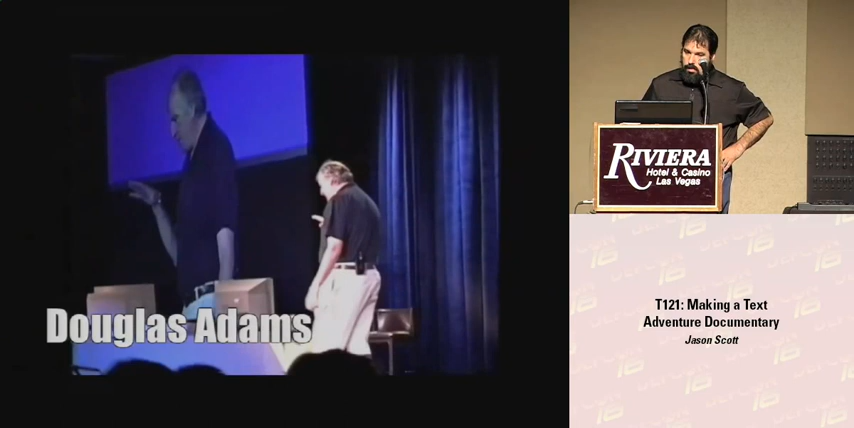 Douglas Adams
RIVIERA
Hotel & Casino
Las Vegas
T121: Making a Text
Adventure Documentary
Jason Scott